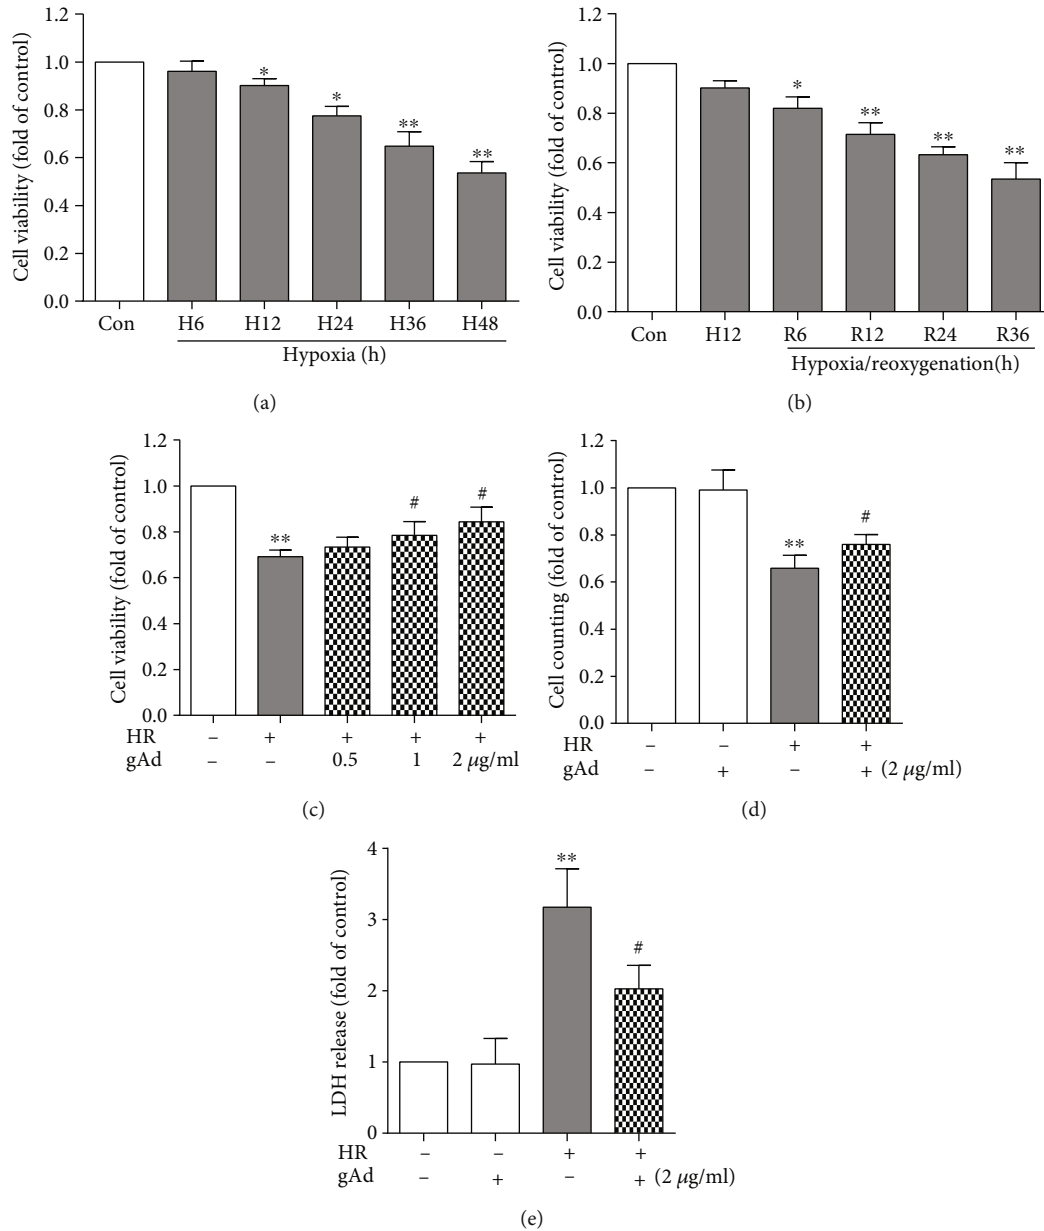 Cell viability (fold of control)
1.2
1.0
0.8
0.6
0.4
0.2
0.0
*
*
**
**
Con H6 H12 H24 H36 H48
Hypoxia (h)
(a)
Cell viability (fold of control)
1.2
1.0
0.8
0.6
0.4
0.2
0.0
*
**
**
**
Con H12 R6 R12 R24 R36
Hypoxia/reoxygenation(h)
(b)
Cell viability (fold of control)
1.2
1.0
0.8
0.6
0.4
0.2
0.0
**
#
#
HR − + + + +
gAd − − 0.5 1 2 μg/ml
(c)
Cell counting (fold of control)
1.2
1.0
0.8
0.6
0.4
0.2
0.0
**
#
HR − − + +
gAd − + − + (2 μg/ml)
(d)
LDH release (fold of control)
4
3
2
1
0
**
#
HR − − + +
gAd − + − + (2 μg/ml)
(e)